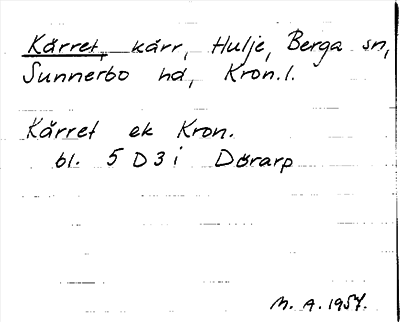 Kärret, kärr, Hulje, Berga sn,
Sunnerbo hd, Kron.l.
Kärret ek Kron.
bl. 5 D 3 i Dörarp
M. A. 1957.